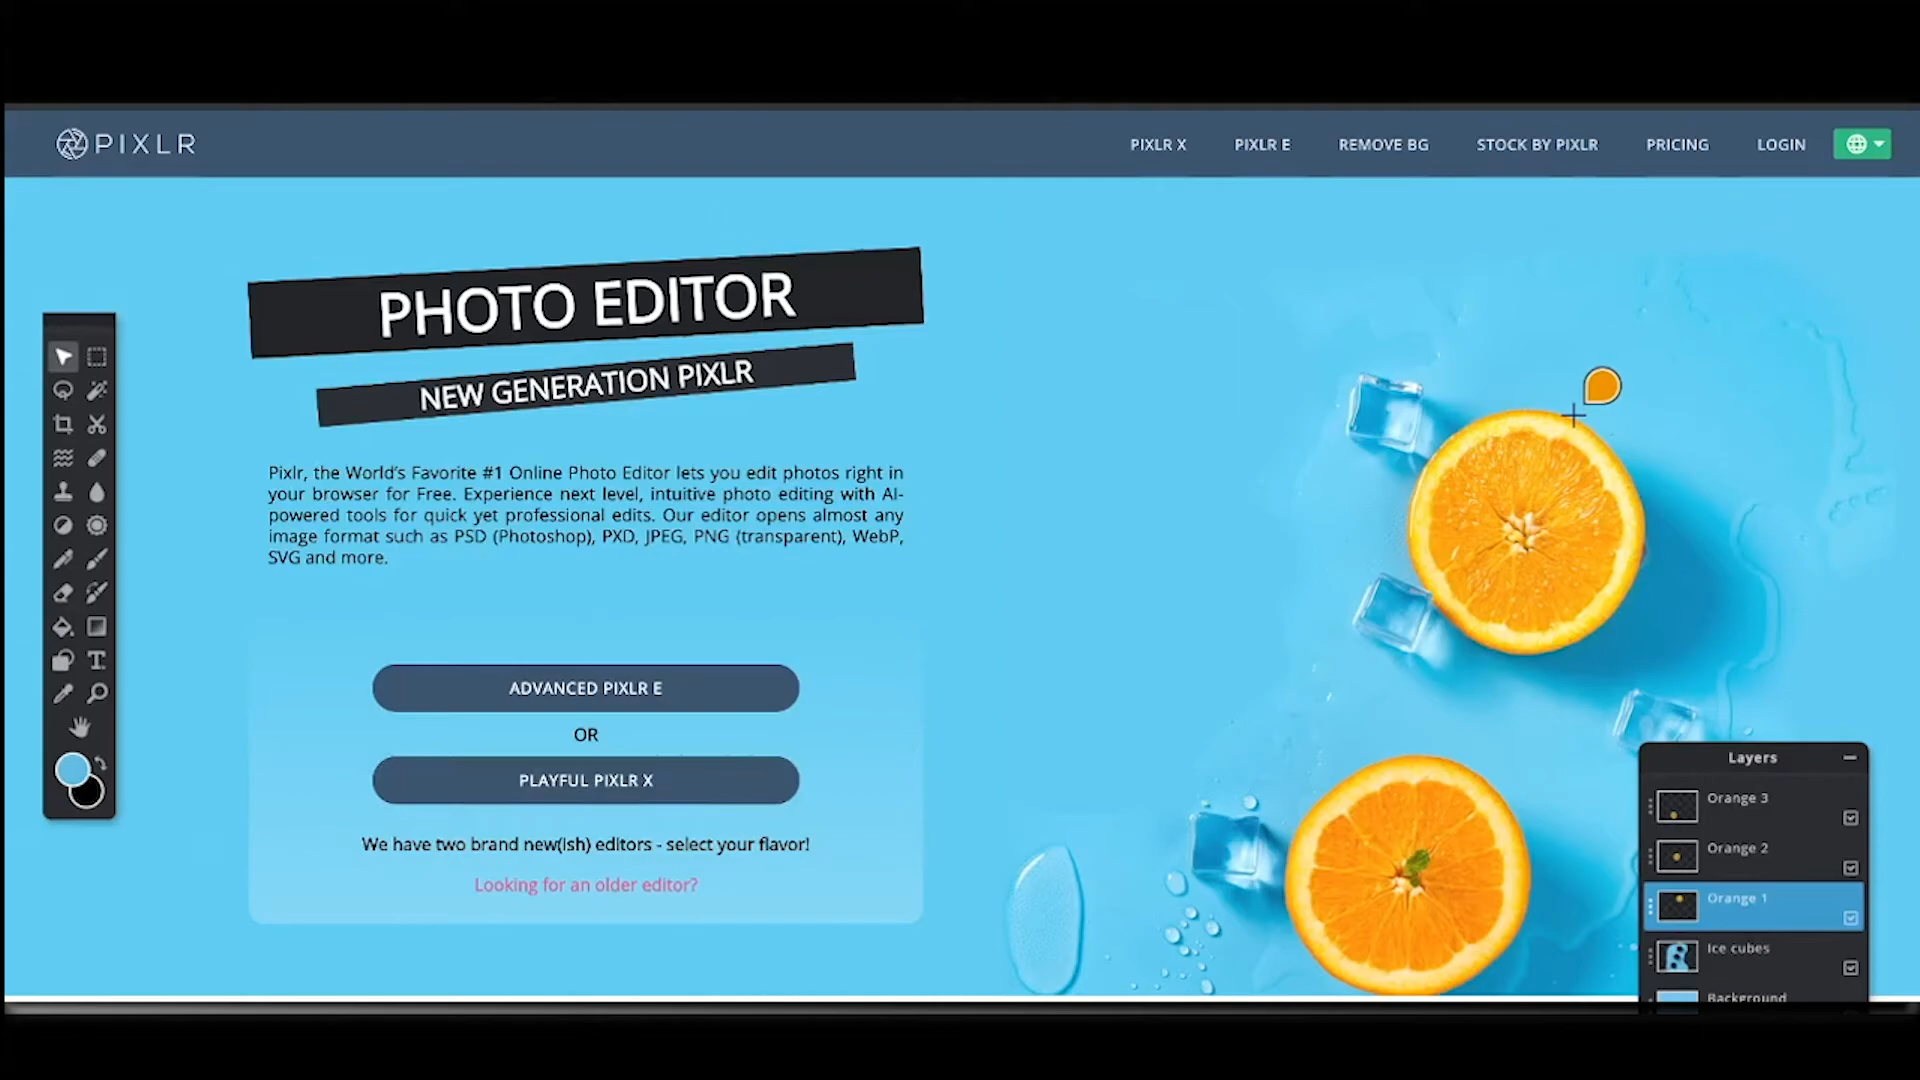 PIXLR
PIXLR X
PIXLR E
REMOVE BG
STOCK BY PIXLR
PRICING
LOGIN
PHOTO EDITOR
NEW GENERATION PIXLR
Pixlr, the World's Favorite #1 Online Photo Editor lets you edit photos right in
your browser for Free. Experience next level, intuitive photo editing with AI-
powered tools for quick yet professional edits. Our editor opens almost any
image format such as PSD (Photoshop), PXD, JPEG, PNG (transparent), WebP,
SVG and more.
ADVANCED PIXLR E
OR
PLAYFUL PIXLR X
We have two brand new(ish) editors - select your flavor!
Looking for an older editor?
Layers
Orange 3
Orange 2
Orange 1
Ice cubes
Background